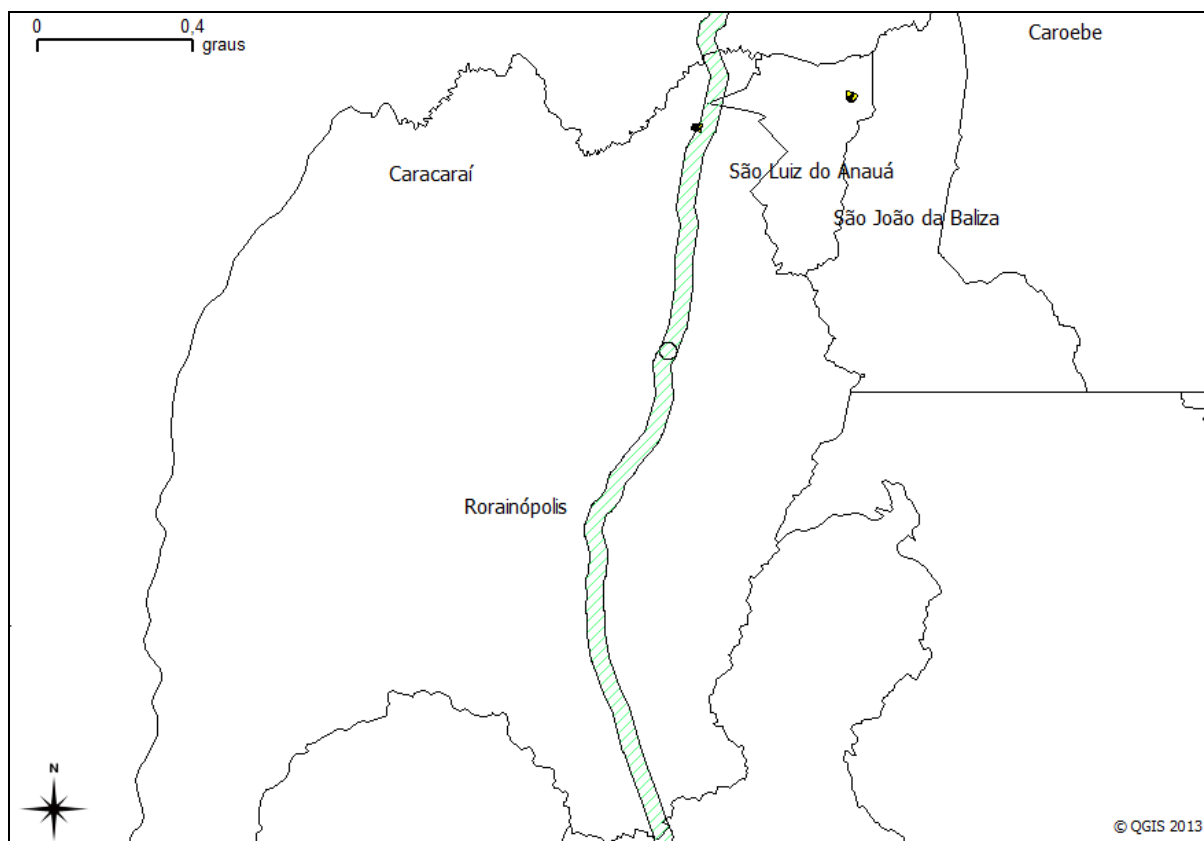 0 0,4
graus
Caroebe
Caracaraí
São Luiz do Anauá
São João da Baliza
Rorainópolis
N
© QGIS 2013